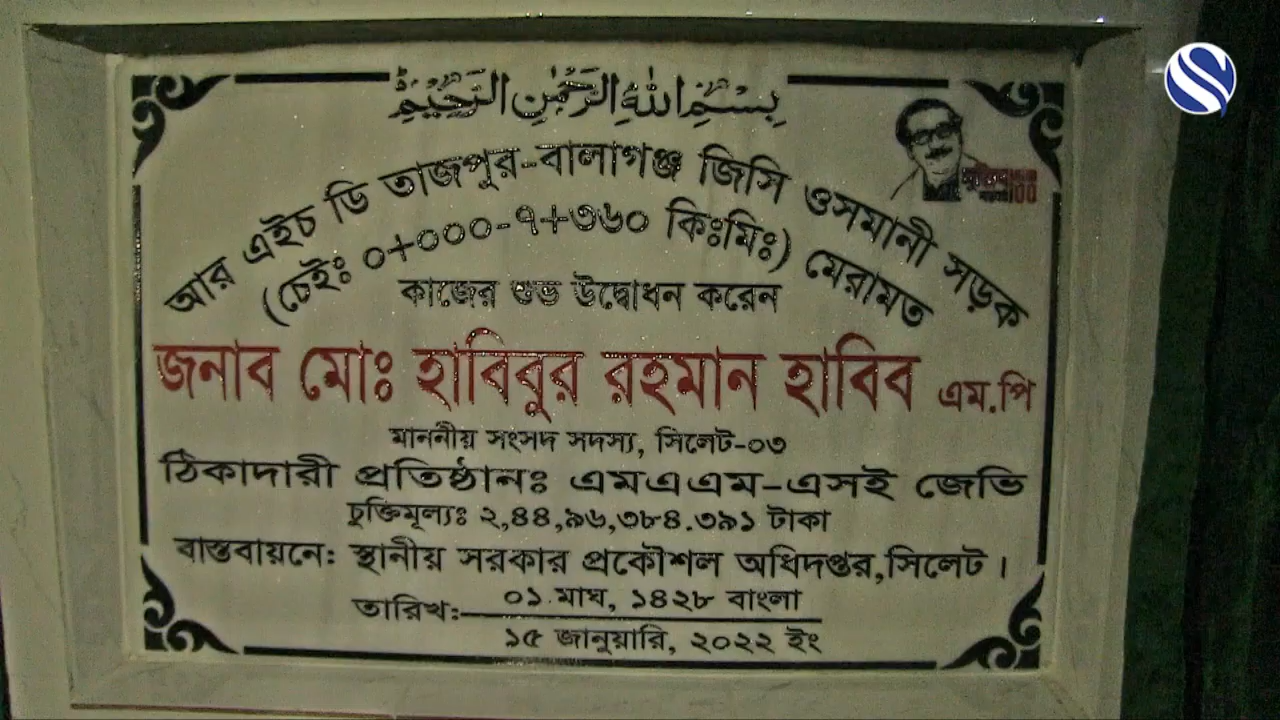 بِسْمِ اللهِ الرَّحْمٰنِ الرَّحِيْمِ
আর এইচ ডি তাজপুর-বালাগঞ্জ জিসি ওসমানী সড়ক
(চেইঃ ০+০০০-৭+৩৬০ কিঃমিঃ) মেরামত
কাজের শুভ উদ্বোধন করেন
জনাব মোঃ হাবিবুর রহমান হাবিব এম.পি
মাননীয় সংসদ সদস্য, সিলেট-০৩
ঠিকাদারী প্রতিষ্ঠানঃ এমএএম-এসই জেভি
চুক্তিমূল্যঃ ২,৪৪,৯৬,৩৮৪.৩৯১ টাকা
বাস্তবায়নে: স্থানীয় সরকার প্রকৌশল অধিদপ্তর,সিলেট।
তারিখ:- ০১ মাঘ, ১৪২৮ বাংলা
১৫ জানুয়ারি, ২০২২ ইং